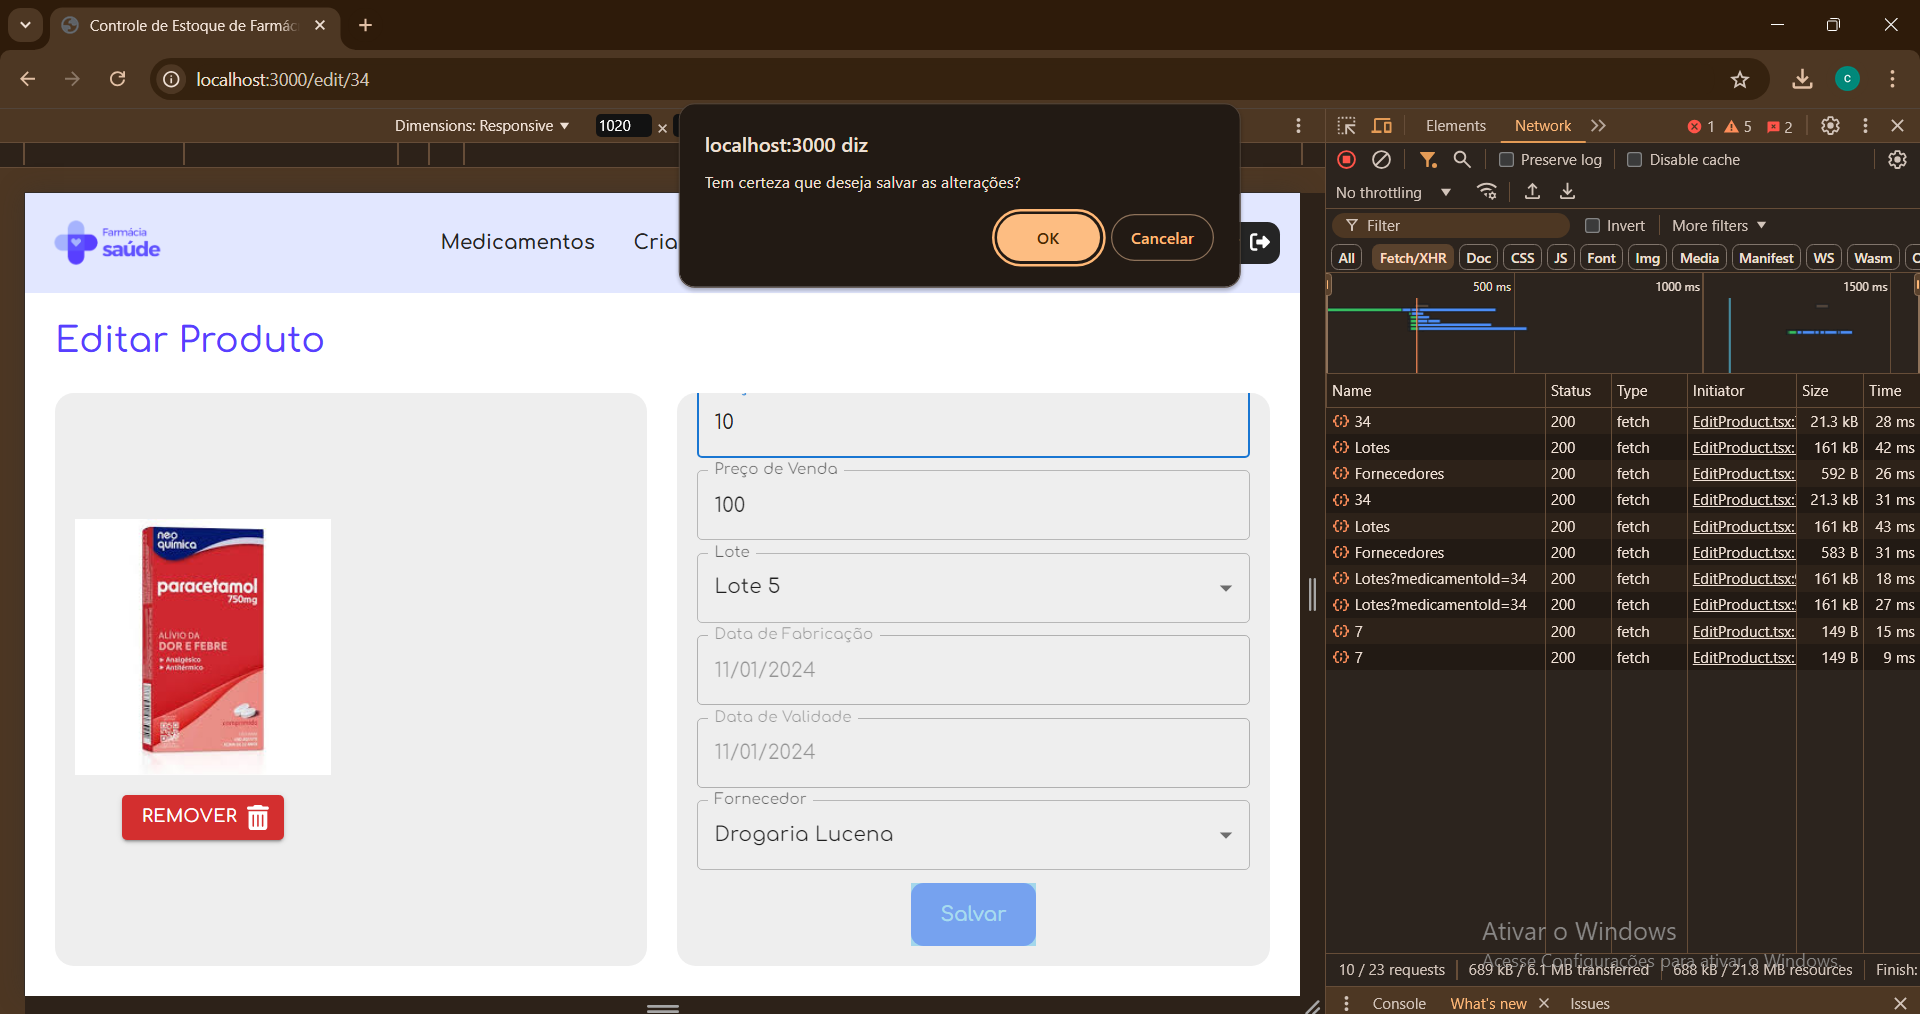 Controle de Estoque de Farmác
localhost:3000/edit/34
C
Dimensions: Responsive
1020
×
localhost:3000 diz
Tem certeza que deseja salvar as alterações?
OK
Cancelar
Farmácia
saúde
Medicamentos
Cria
Editar Produto
neo
química
paracetamol
750mg
ALÍVIO DA
DOR E FEBRE
Analgésico
Antitérmico
comprimido
REMOVER
10
Preço de Venda
100
Lote
Lote 5
Data de Fabricação
11/01/2024
Data de Validade
11/01/2024
Fornecedor
Drogaria Lucena
Salvar
Elements
Network
1
5
2
Preserve log
Disable cache
No throttling
Filter
Invert
More filters
All
Fetch/XHR
Doc
CSS
JS
Font
Img
Media
Manifest
WS
Wasm
500 ms
1000 ms
1500 ms
Name Status Type Initiator Size Time
34 200 fetch EditProduct.tsx: 21.3 kB 28 ms
Lotes 200 fetch EditProduct.tsx: 161 kB 42 ms
Fornecedores 200 fetch EditProduct.tsx: 592 B 26 ms
34 200 fetch EditProduct.tsx: 21.3 kB 31 ms
Lotes 200 fetch EditProduct.tsx: 161 kB 43 ms
Fornecedores 200 fetch EditProduct.tsx: 583 B 31 ms
Lotes?medicamentoId=34 200 fetch EditProduct.tsx: 161 kB 18 ms
Lotes?medicamentoId=34 200 fetch EditProduct.tsx: 161 kB 27 ms
7 200 fetch EditProduct.tsx: 149 B 15 ms
7 200 fetch EditProduct.tsx: 149 B 9 ms
Ativar o Windows
Acesse Configurações para ativar o Windows.
10 / 23 requests
689 kB / 6.1 MB transferred
688 kB / 21.8 MB resources
Finish:
Console
What's new
Issues